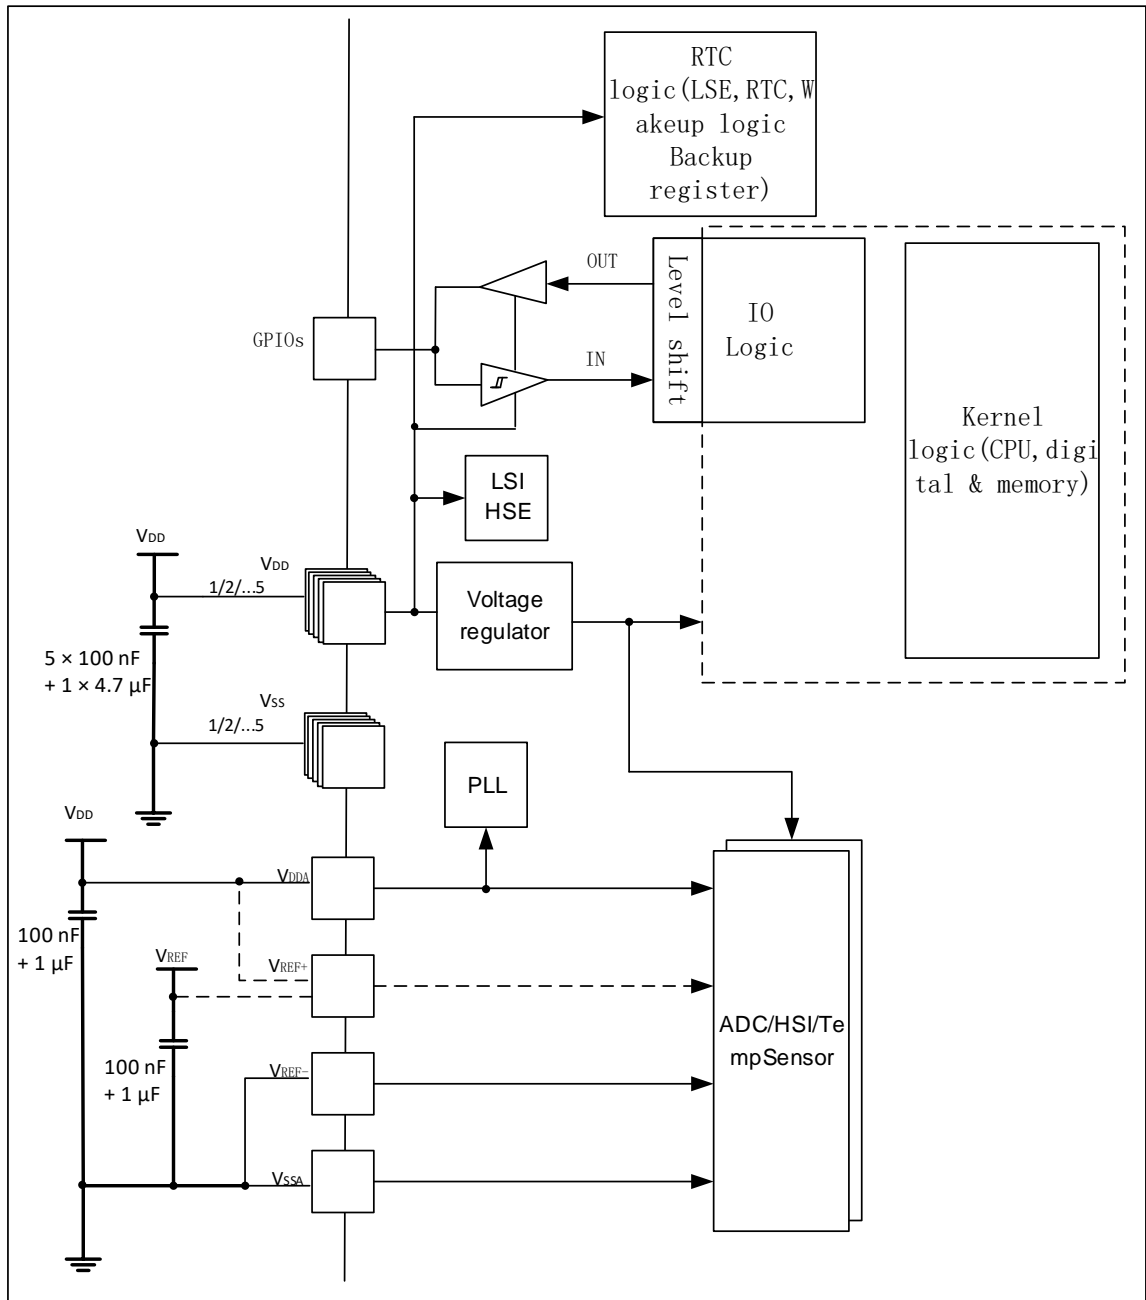 RTC
logic(LSE,RTC,W
akeup logic
Backup
register)
OUT
Level shift
IO
Logic
GPIOs
IN
Kernel
logic(CPU,digi
tal & memory)
LSI
HSE
VDD
VDD
1/2/...5
Voltage
regulator
5 × 100 nF
+ 1 × 4.7 µF
VSS
1/2/...5
PLL
VDD
VDDA
100 nF
+ 1 µF
VREF
VREF+
ADC/HSI/Te
mpSensor
100 nF
+ 1 µF
VREF-
VSSA